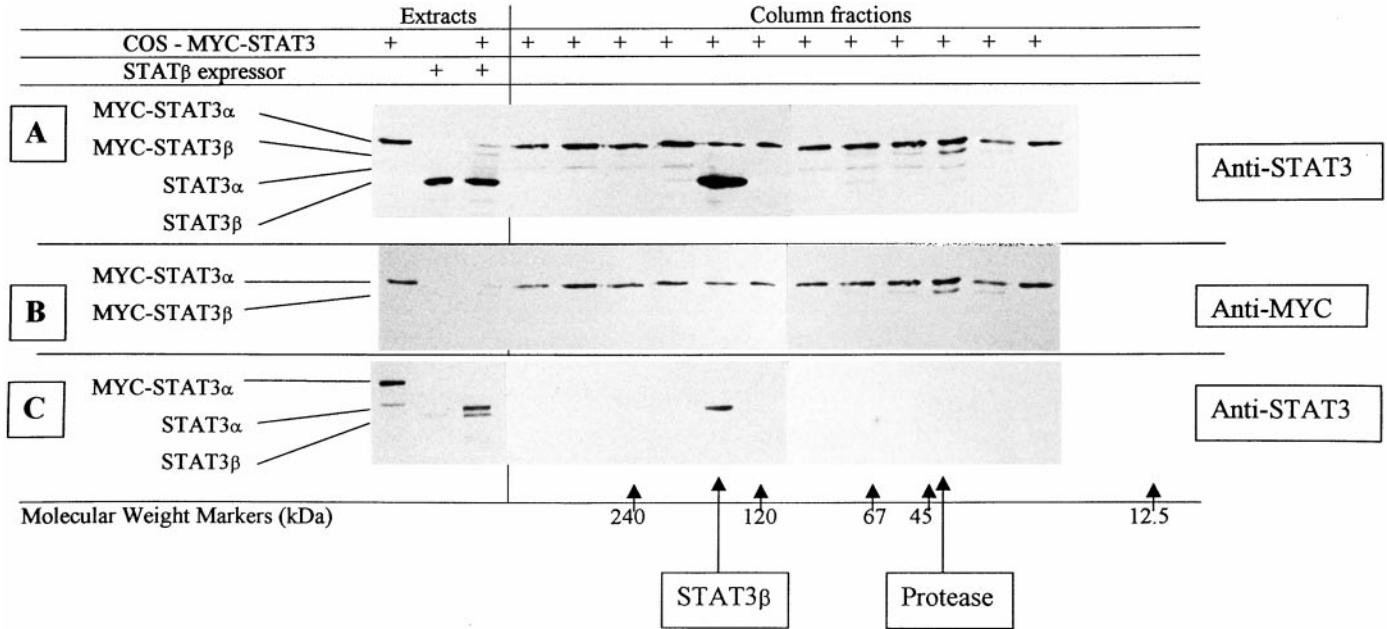 Extracts Column fractions
COS - MYC-STAT3 + + + + + + + + + + + + + +
STATβ expressor + +
A
MYC-STAT3α
MYC-STAT3β
STAT3α
STAT3β
Anti-STAT3
B
MYC-STAT3α
MYC-STAT3β
Anti-MYC
C
MYC-STAT3α
STAT3α
STAT3β
Anti-STAT3
Molecular Weight Markers (kDa) 240 120 67 45 12.5
STAT3β Protease